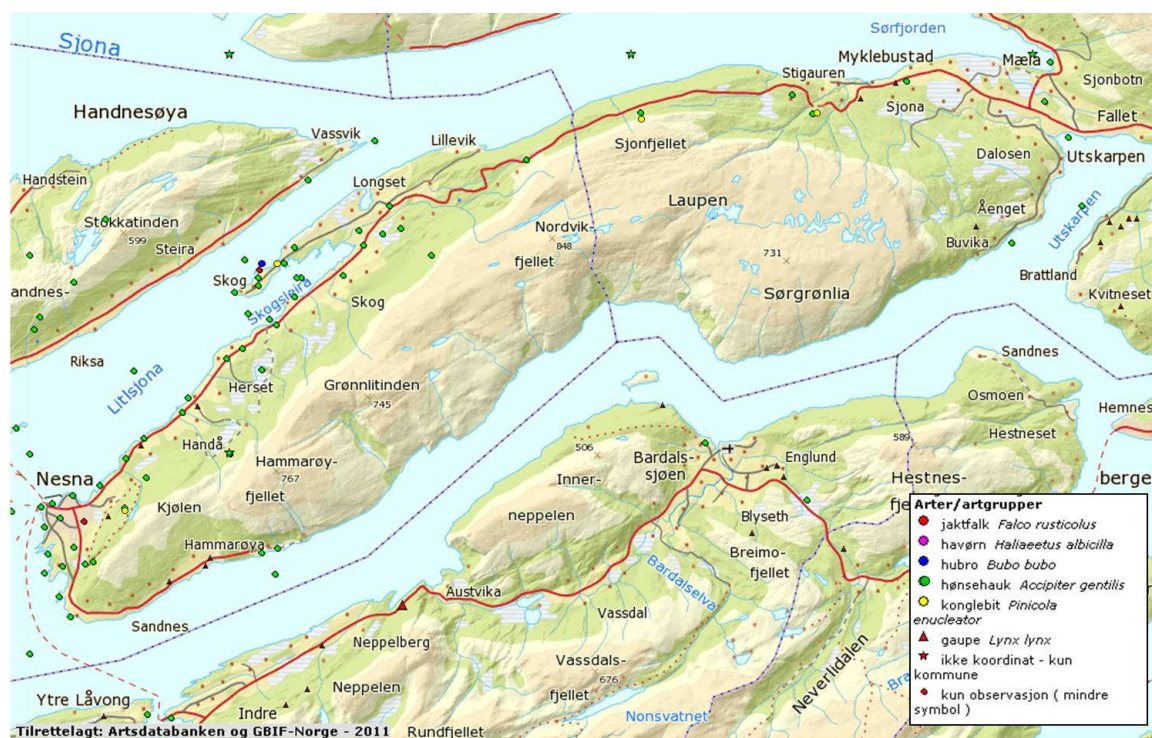 Sjona
Sørfjorden
Myklebustad
Mæla
Stigauren
Sjonbotn
Handnesøya
Sjona
Fallet
Vassvik
Lillevik
Sjonfjellet
Dalosen
Utskarpen
Handstein
Longset
Laupen
Åenget
Utskarpen
Stokkatinden
599
Nordvik-
fjellet
848
Steira
Buvika
731
Brattland
Skog
Skogsleira
Skog
Sørgrønlia
Kvitneset
andnes-
Riksa
Litlsjona
Sandnes
Herset
Grønnlitinden
745
Osmoen
Hemnes
Handå
506
Bardals-
sjøen
589
Hestneset
Hammarøy-
fjellet
767
Englund
Nesna
Inner-
neppelen
Hestnes-
fje
berge
Kjølen
Blyseth
Hammarøya
Breimo-
fjellet
Bardalselva
Austvika
Vassdal
Sandnes
Neppelberg
Neverlidalen
Vassdals-
fjellet
676
Neppelen
Bra
Ytre Låvong
Indre
Nonsvatnet
Rundfjellet
Arter/artgrupper
jaktfalk Falco rusticolus
havørn Haliaeetus albicilla
hubro Bubo bubo
hønsehauk Accipiter gentilis
konglebit Pinicola
enucleator
gaupe Lynx lynx
ikke koordinat - kun
kommune
kun observasjon ( mindre
symbol )
Tilrettelagt: Artsdatabanken og GBIF-Norge - 2011